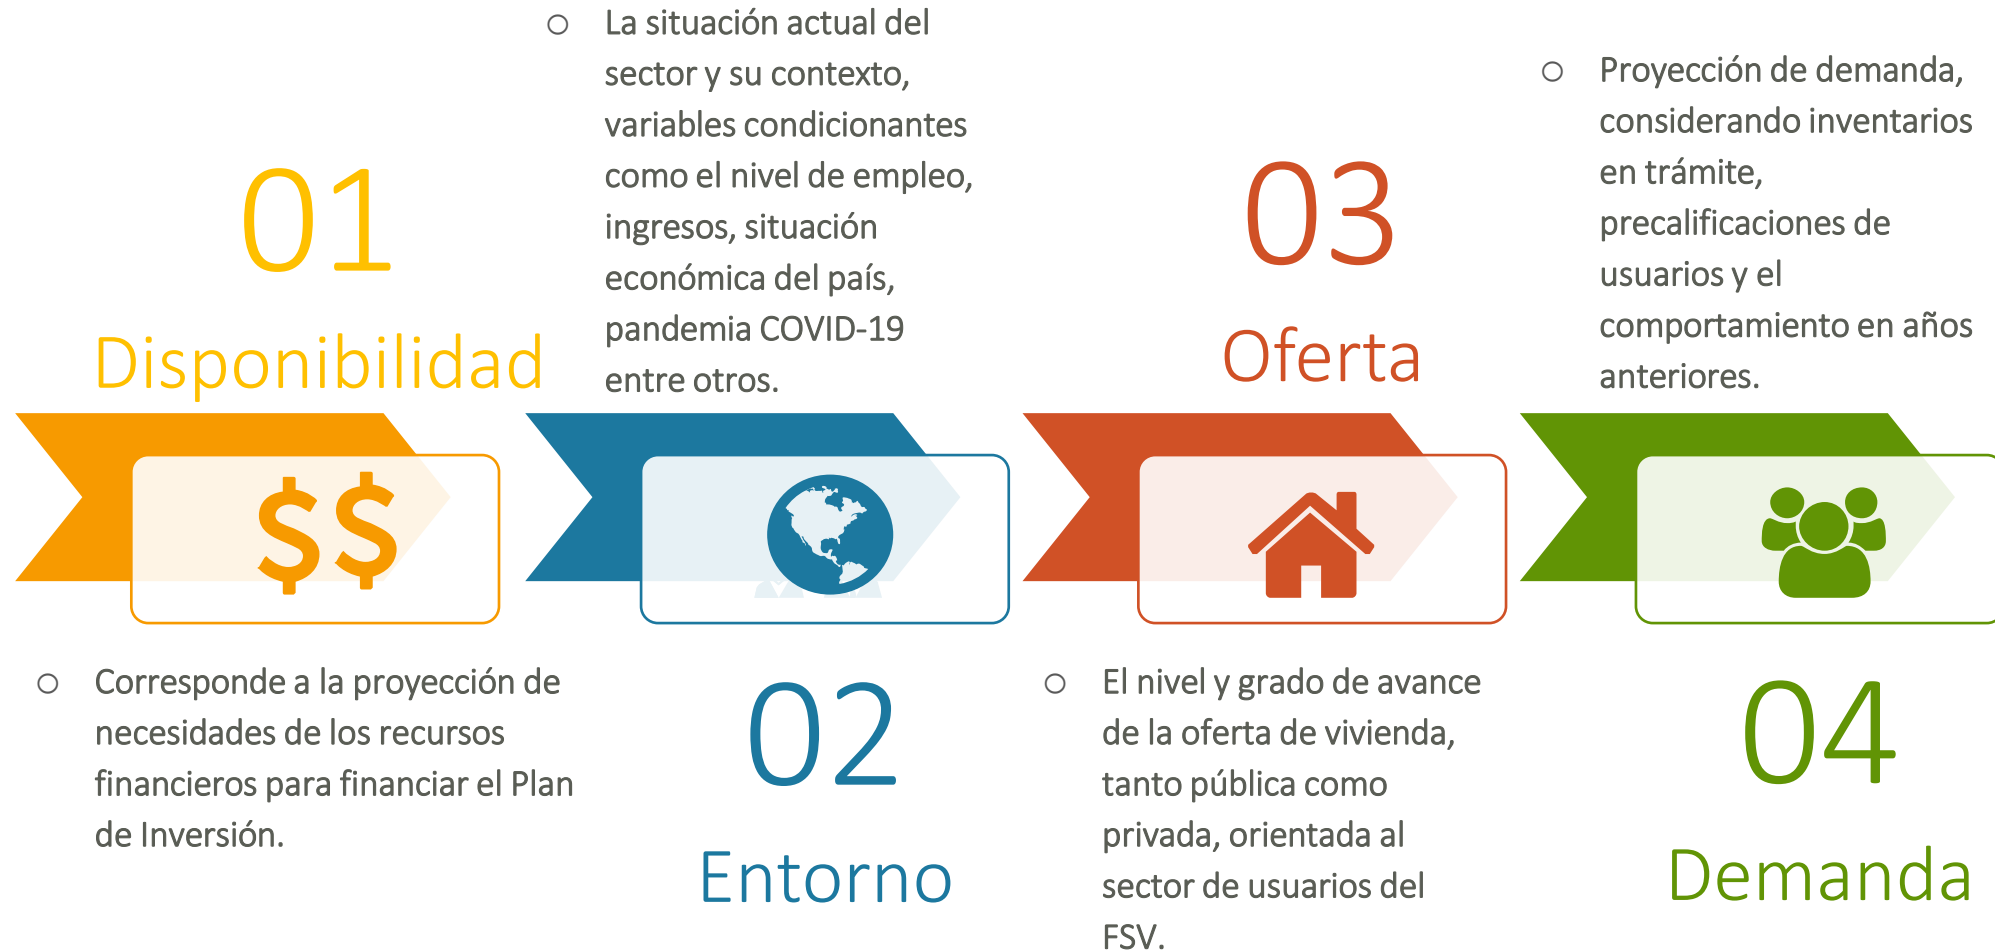 01
Disponibilidad
○ Corresponde a la proyección de
necesidades de los recursos
financieros para financiar el Plan
de Inversión.
○ La situación actual del
sector y su contexto,
variables condicionantes
como el nivel de empleo,
ingresos, situación
económica del país,
pandemia COVID-19
entre otros.
02
Entorno
03
Oferta
○ El nivel y grado de avance
de la oferta de vivienda,
tanto pública como
privada, orientada al
sector de usuarios del
FSV.
○ Proyección de demanda,
considerando inventarios
en trámite,
precalificaciones de
usuarios y el
comportamiento en años
anteriores.
04
Demanda
$$